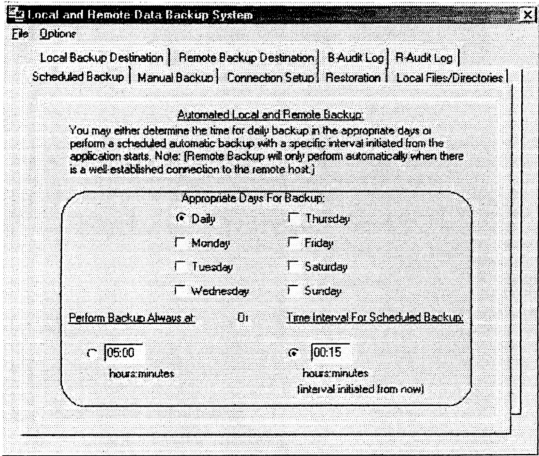 Local and Remote Data Backup System
File Options
Local Backup Destination Remote Backup Destination B-Audit Log R-Audit Log
Scheduled Backup Manual Backup Connection Setup Restoration Local Files/Directories
Automated Local and Remote Backup:
You may either determine the time for daily backup in the appropriate days or
perform a scheduled automatic backup with a specific interval initiated from the
application starts. Note: [Remote Backup will only perform automatically when there
is a well-established connection to the remote host.]
Appropriate Days For Backup:
Daily Thursday
Monday Friday
Tuesday Saturday
Wednesday Sunday
Perform Backup Always at: Or Time Interval For Scheduled Backup:
05:00 00:15
hours:minutes hours:minutes
(interval initiated from now)